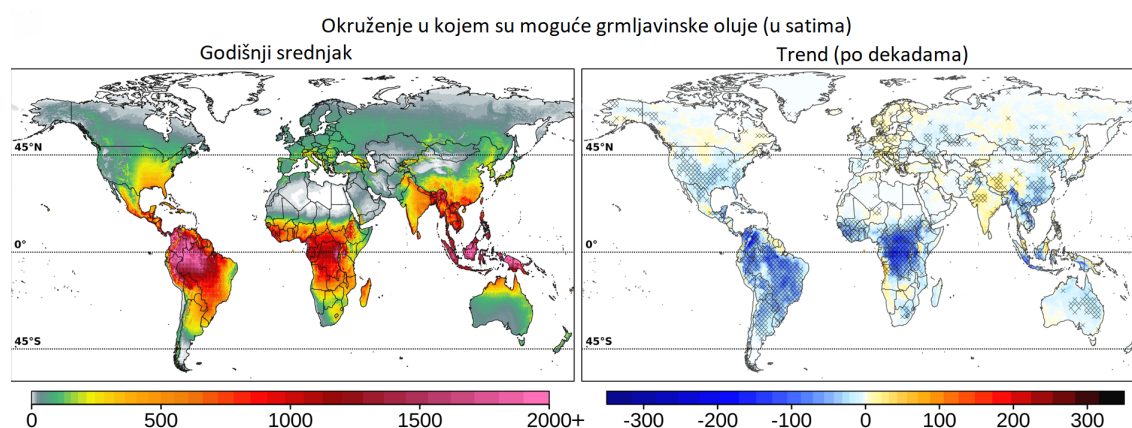 Okruženje u kojem su moguće grmljavinske oluje (u satima)
Godišnji srednjak
Trend (po dekadama)
45°N
0°
45°S
45°N
0°
45°S
0 500 1000 1500 2000+
-300 -200 -100 0 100 200 300